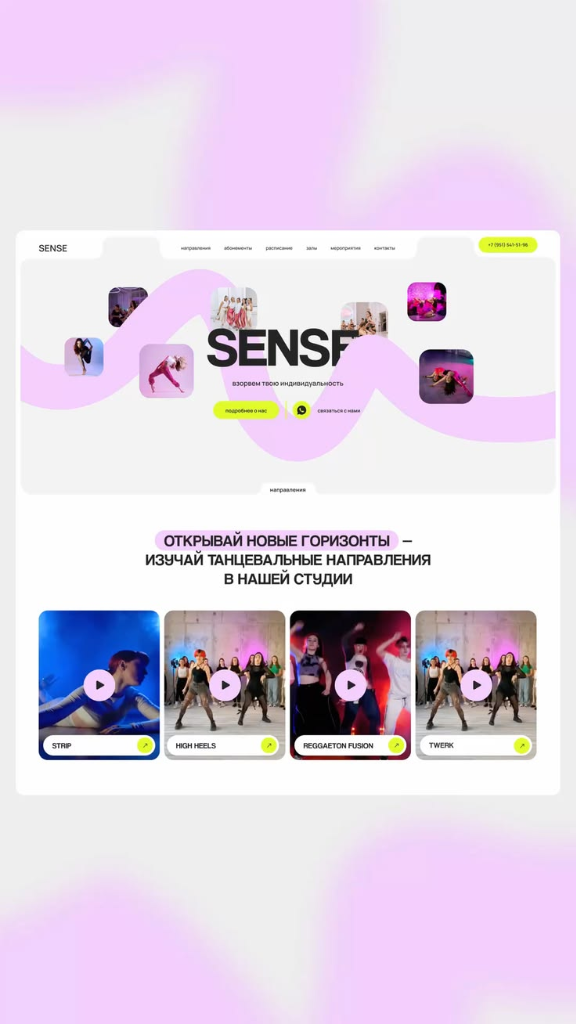 SENSE
направления абонементы расписание залы мероприятия контакты
+7 (951) 641-51-96
SENSE
взорвем твою индивидуальность
подробнее о нас
связаться с нами
направления
ОТКРЫВАЙ НОВЫЕ ГОРИЗОНТЫ —
ИЗУЧАЙ ТАНЦЕВАЛЬНЫЕ НАПРАВЛЕНИЯ
В НАШЕЙ СТУДИИ
STRIP
HIGH HEELS
REGGAETON FUSION
TWERK